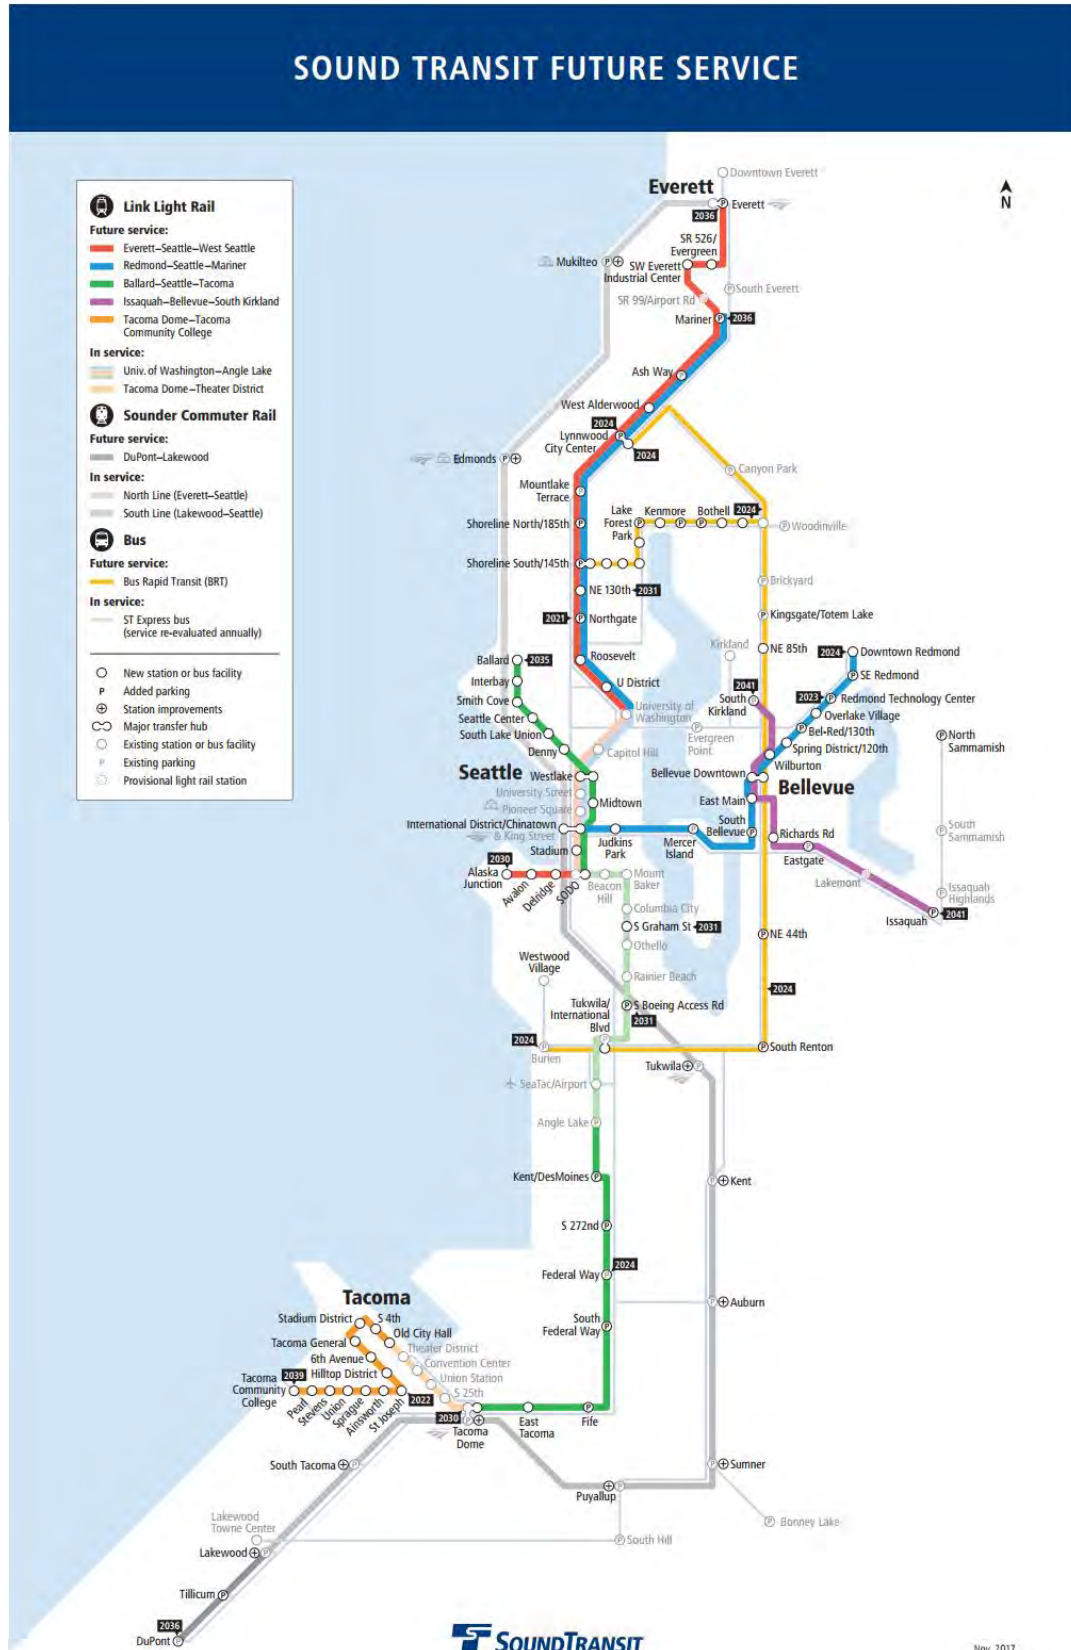 SOUND TRANSIT FUTURE SERVICE
Link Light Rail
Future service:
Everett–Seattle–West Seattle
Redmond–Seattle–Mariner
Ballard–Seattle–Tacoma
Issaquah–Bellevue–South Kirkland
Tacoma Dome–Tacoma
Community College
In service:
Univ. of Washington–Angle Lake
Tacoma Dome–Theater District
Sounder Commuter Rail
Future service:
DuPont–Lakewood
In service:
North Line (Everett–Seattle)
South Line (Lakewood–Seattle)
Bus
Future service:
Bus Rapid Transit (BRT)
In service:
ST Express bus
(service re-evaluated annually)
New station or bus facility
P Added parking
Station improvements
Major transfer hub
Existing station or bus facility
P Existing parking
Provisional light rail station
N
Downtown Everett
Everett
Everett
2036
SR 526/
Evergreen
Mukilteo
SW Everett
Industrial Center
South Everett
SR 99/Airport Rd
Mariner
2036
Ash Way
West Alderwood
2024
Lynnwood
City Center
2024
Edmonds
Canyon Park
Mountlake
Terrace
Lake
Forest
Park
Kenmore
Bothell
2024
Shoreline North/185th
Woodinville
Shoreline South/145th
Brickyard
NE 130th
2031
2021
Northgate
Kingsgate/Totem Lake
Kirkland
NE 85th
2024
Downtown Redmond
Ballard
2035
Roosevelt
SE Redmond
Interbay
U District
2041
2023
Redmond Technology Center
Smith Cove
South
Kirkland
Overlake Village
Seattle Center
University of
Washington
Bel-Red/130th
South Lake Union
Evergreen
Point
Spring District/120th
North
Sammamish
Denny
Capitol Hill
Wilburton
Seattle
Westlake
Bellevue Downtown
Bellevue
University Street
Pioneer Square
Midtown
East Main
International District/Chinatown
& King Street
South
Bellevue
Richards Rd
South
Sammamish
Stadium
Judkins
Park
Mercer
Island
Eastgate
2030
Alaska
Junction
Avalon
Delridge
SODO
Beacon
Hill
Mount
Baker
Lakemont
Issaquah
Highlands
Columbia City
Issaquah
2041
S Graham St
2031
NE 44th
Othello
Westwood
Village
Rainier Beach
2024
Tukwila/
International
Blvd
S Boeing Access Rd
2031
2024
Burien
South Renton
Tukwila
SeaTac/Airport
Angle Lake
Kent/DesMoines
Kent
S 272nd
2024
Federal Way
Auburn
South
Federal Way
Tacoma
Stadium District
S 4th
Old City Hall
Tacoma General
Theater District
6th Avenue
Convention Center
Hilltop District
Union Station
S 25th
2039
Tacoma
Community
College
Pearl
Stevens
Union
Sprague
Ainsworth
St Joseph
2022
2030
Tacoma
Dome
East
Tacoma
Fife
South Tacoma
Sumner
Puyallup
Bonney Lake
Lakewood
Towne Center
South Hill
Lakewood
Tillicum
2036
DuPont
SOUNDTRANSIT
Nov. 2017